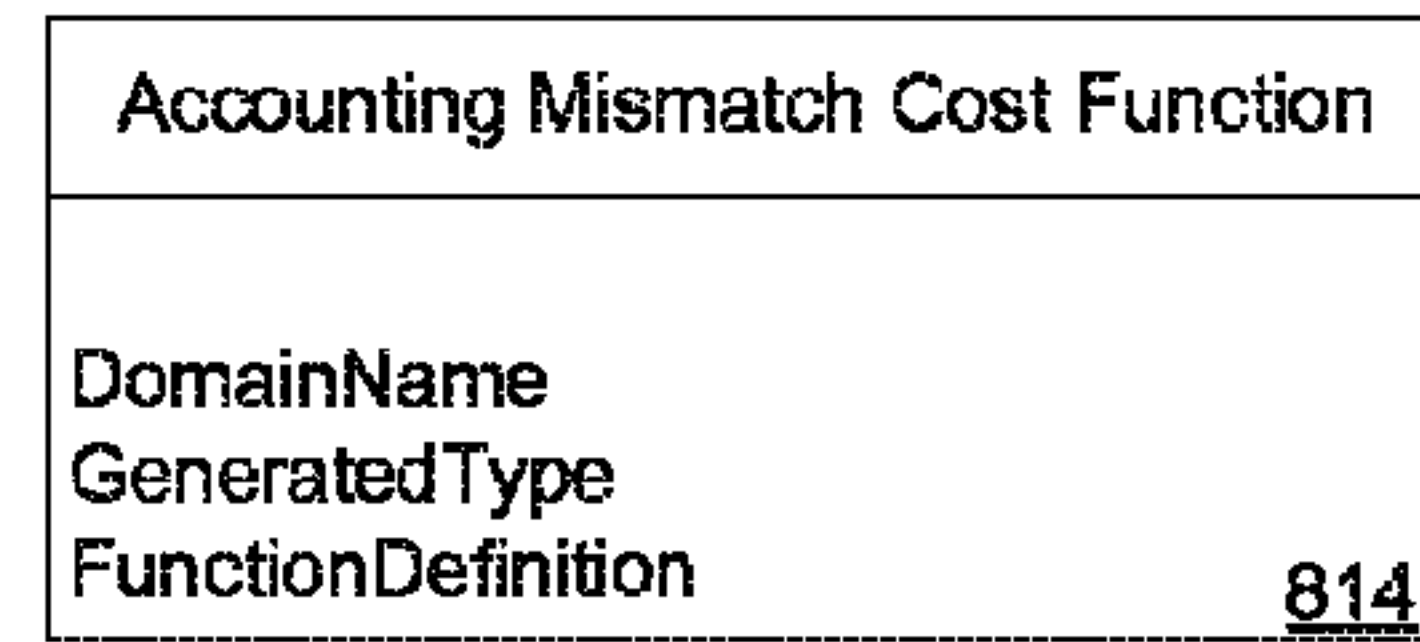 Accounting Mismatch Cost Function
DomainName
GeneratedType
FunctionDefinition
814